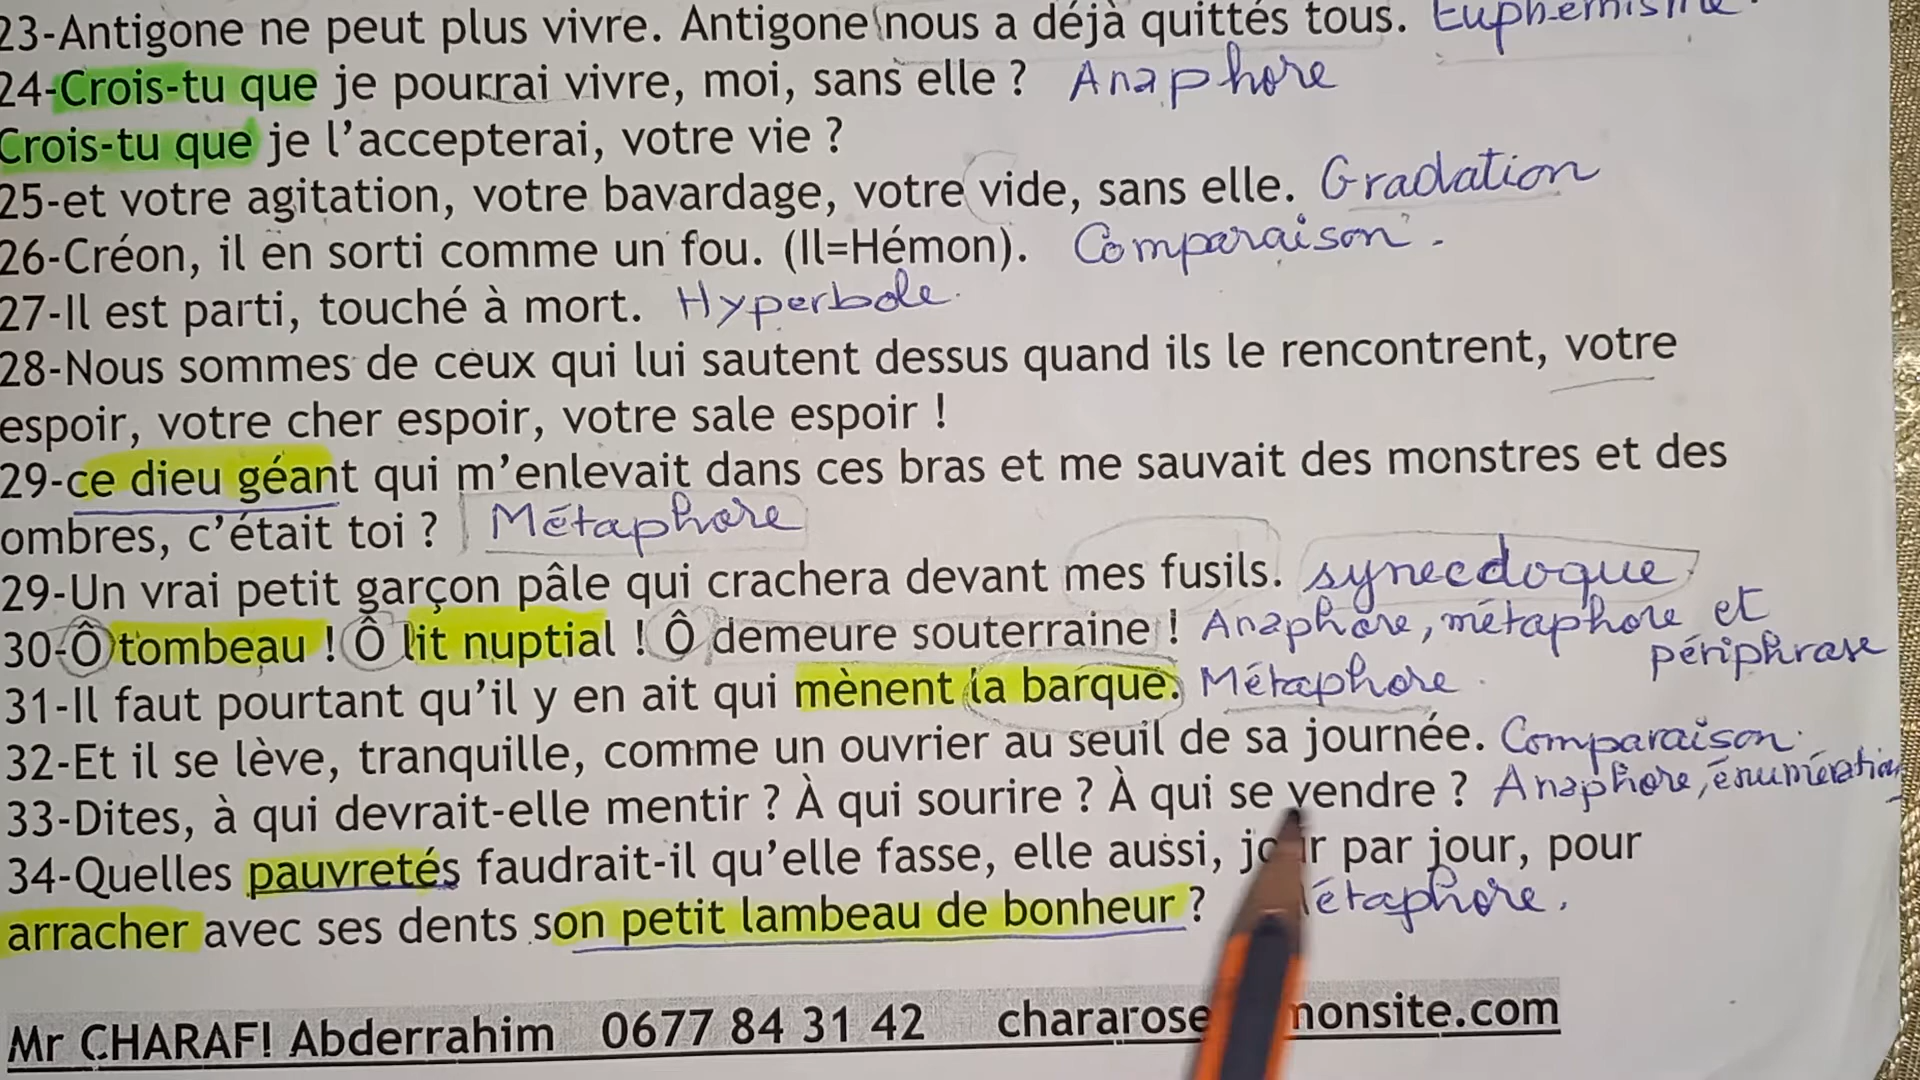 23-Antigone ne peut plus vivre. Antigone nous a déjà quittés tous. Euphémisme.
24-Crois-tu que je pourrai vivre, moi, sans elle ? Anaphore
Crois-tu que je l'accepterai, votre vie ?
25-et votre agitation, votre bavardage, votre vide, sans elle. Gradation
26-Créon, il en sorti comme un fou. (Il=Hémon). Comparaison.
27-Il est parti, touché à mort. Hyperbole.
28-Nous sommes de ceux qui lui sautent dessus quand ils le rencontrent, votre
espoir, votre cher espoir, votre sale espoir !
29-ce dieu géant qui m'enlevait dans ces bras et me sauvait des monstres et des
ombres, c'était toi ? Métaphore
29-Un vrai petit garçon pâle qui crachera devant mes fusils. synecdoque
30-Ô tombeau ! Ô lit nuptial ! Ô demeure souterraine ! Anaphore, métaphore et
périphrase
31-Il faut pourtant qu'il y en ait qui mènent la barque. Métaphore.
32-Et il se lève, tranquille, comme un ouvrier au seuil de sa journée. Comparaison.
33-Dites, à qui devrait-elle mentir ? À qui sourire ? À qui se vendre ? Anaphore, énumération
34-Quelles pauvretés faudrait-il qu'elle fasse, elle aussi, jour par jour, pour
arracher avec ses dents son petit lambeau de bonheur ? Métaphore.
Mr CHARAF! Abderrahim 0677 84 31 42 chararose monsite.com